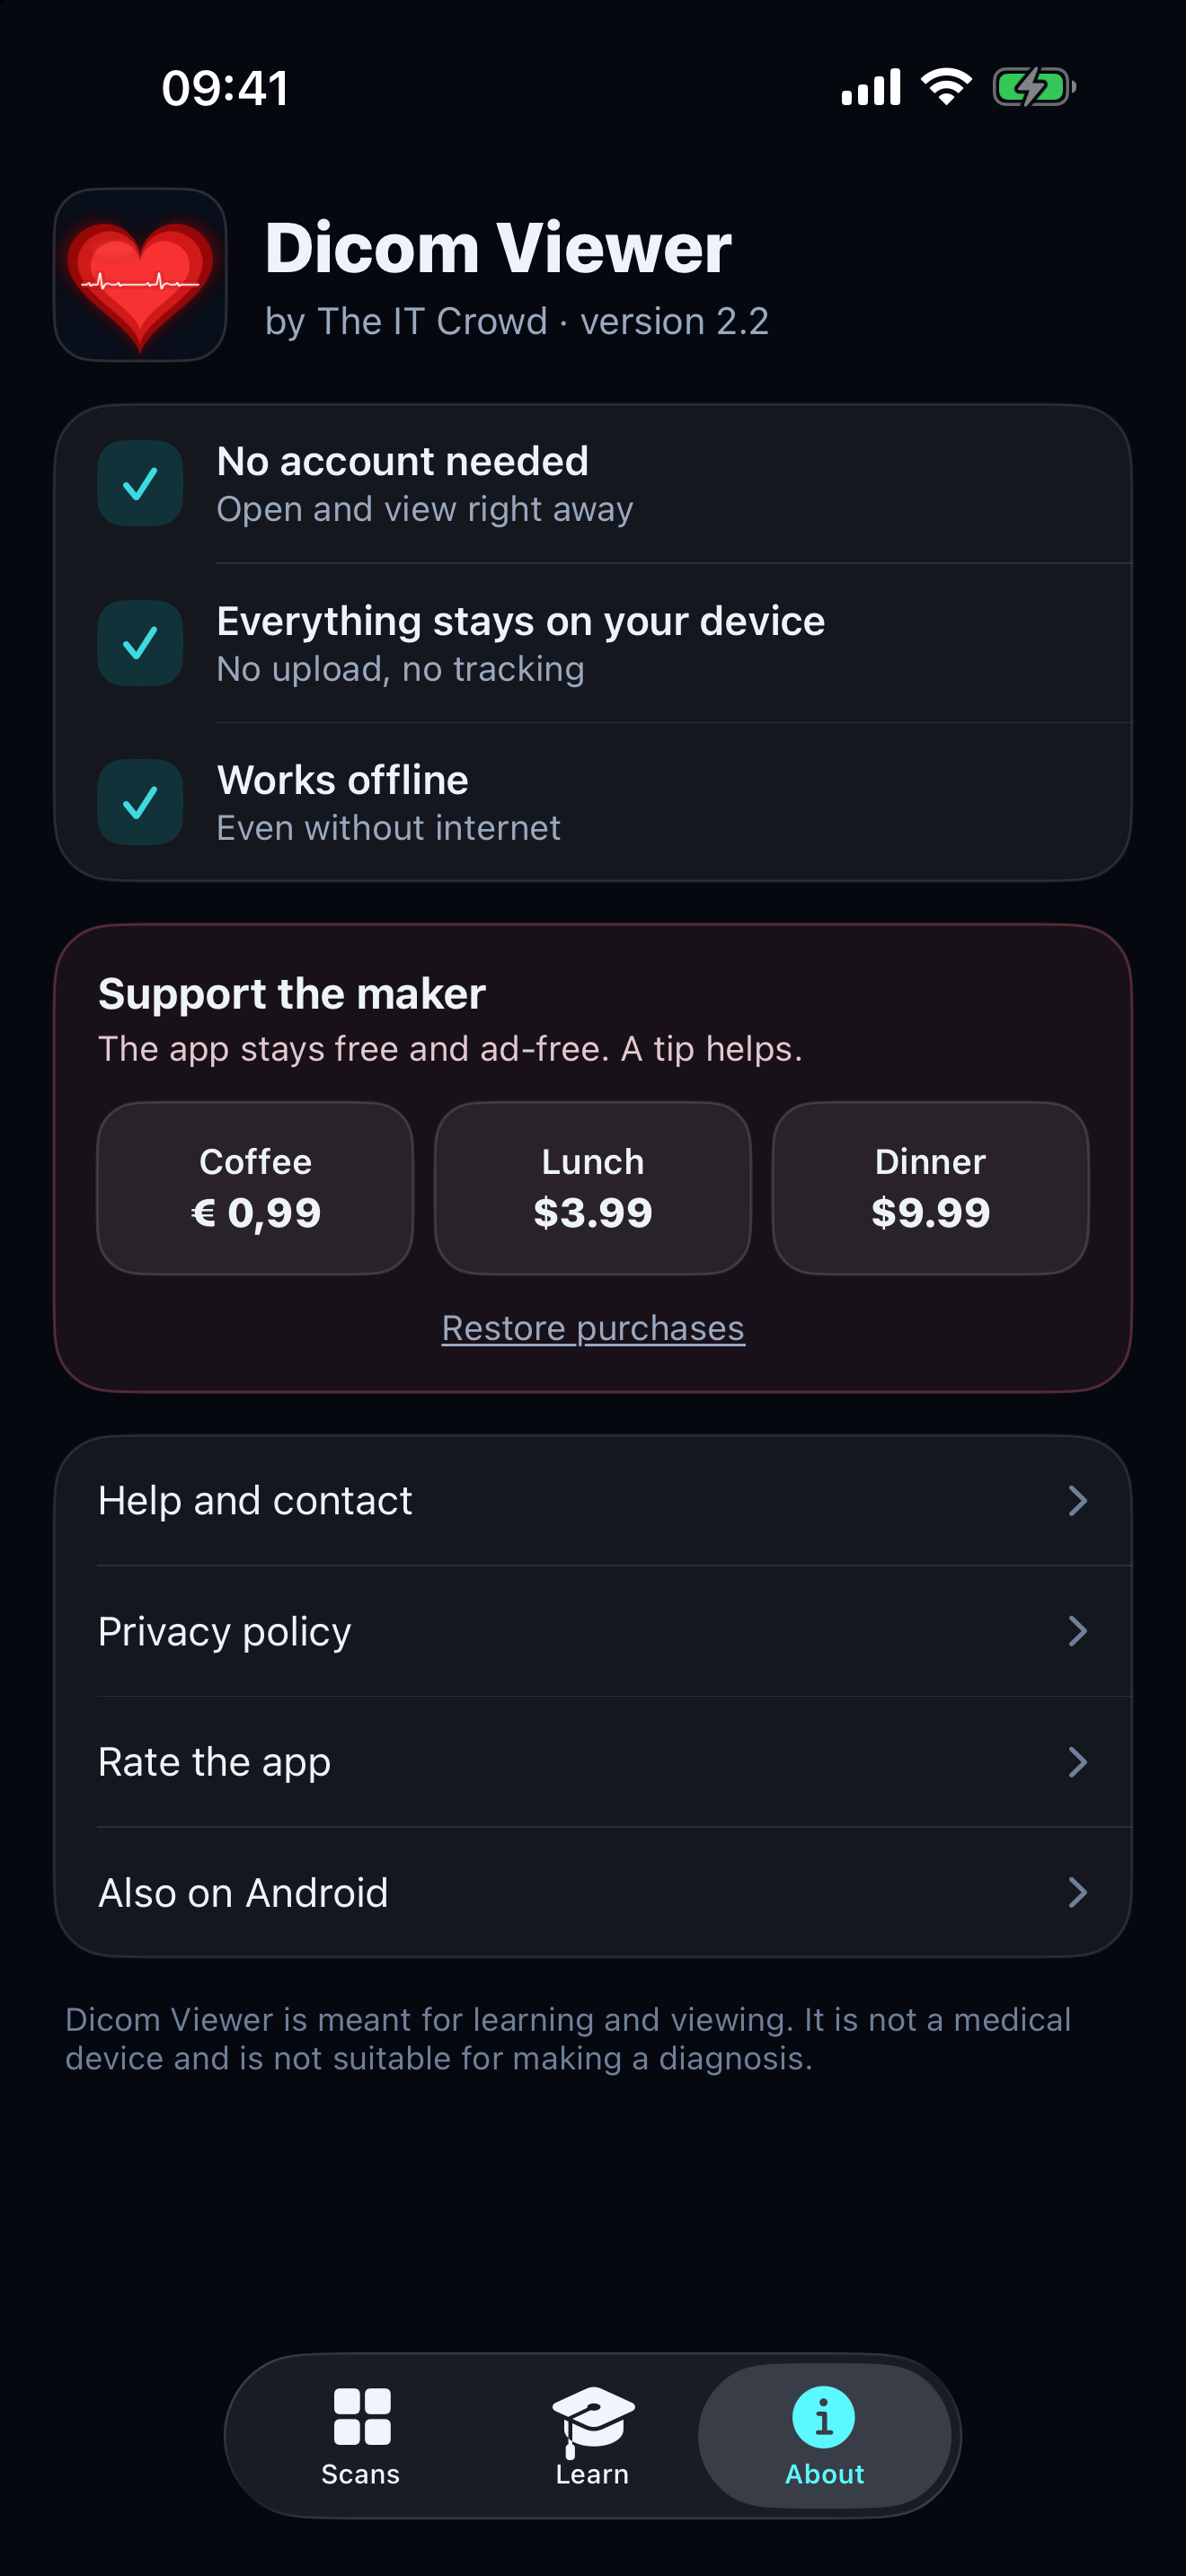 09:41
Dicom Viewer
by The IT Crowd · version 2.2
No account needed
Open and view right away
Everything stays on your device
No upload, no tracking
Works offline
Even without internet
Support the maker
The app stays free and ad-free. A tip helps.
Coffee
€ 0,99
Lunch
$3.99
Dinner
$9.99
Restore purchases
Help and contact
Privacy policy
Rate the app
Also on Android
Dicom Viewer is meant for learning and viewing. It is not a medical
device and is not suitable for making a diagnosis.
Scans
Learn
About